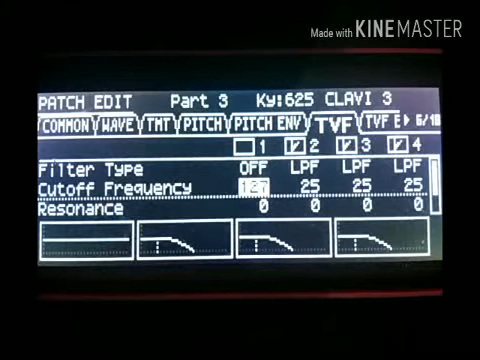 Made with KINEMASTER
PATCH EDIT Part 3 Ky:625 CLAVI 3
COMMON WAVE TMT PITCH PITCH ENV TVF TVF E 6/10
1 2 3 4
Filter Type OFF LPF LPF LPF
Cutoff Frequency 127 25 25 25
Resonance 0 0 0 0